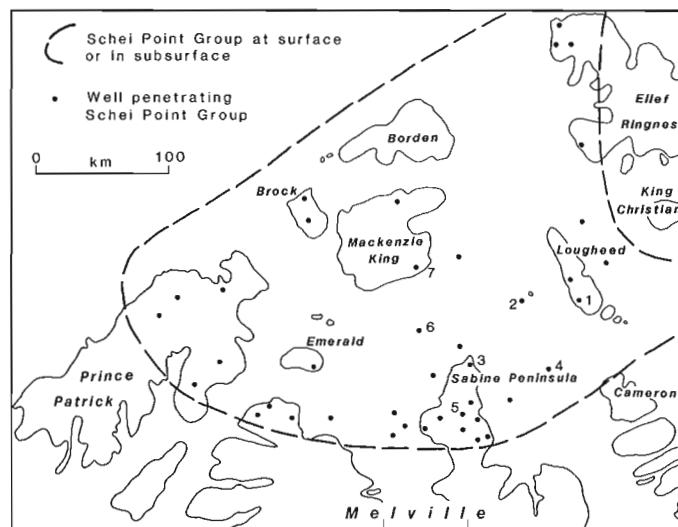 Schei Point Group at surface
or in subsurface
Well penetrating
Schei Point Group
0 100
km
Borden
Brock
Mackenzie
King
7
Ellef
Ringnes
King
Christian
Lougheed
1
2
6
Emerald
3
4
Sabine Peninsula
5
Prince
Patrick
Cameron
Melville